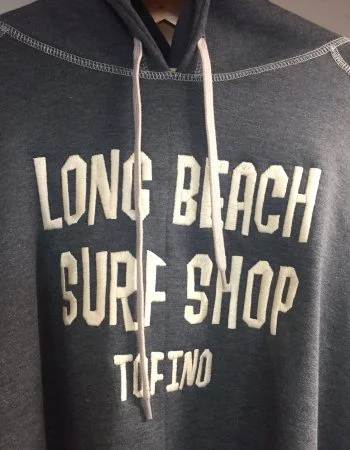 LONG BEACH
SURF SHOP
TOFINO